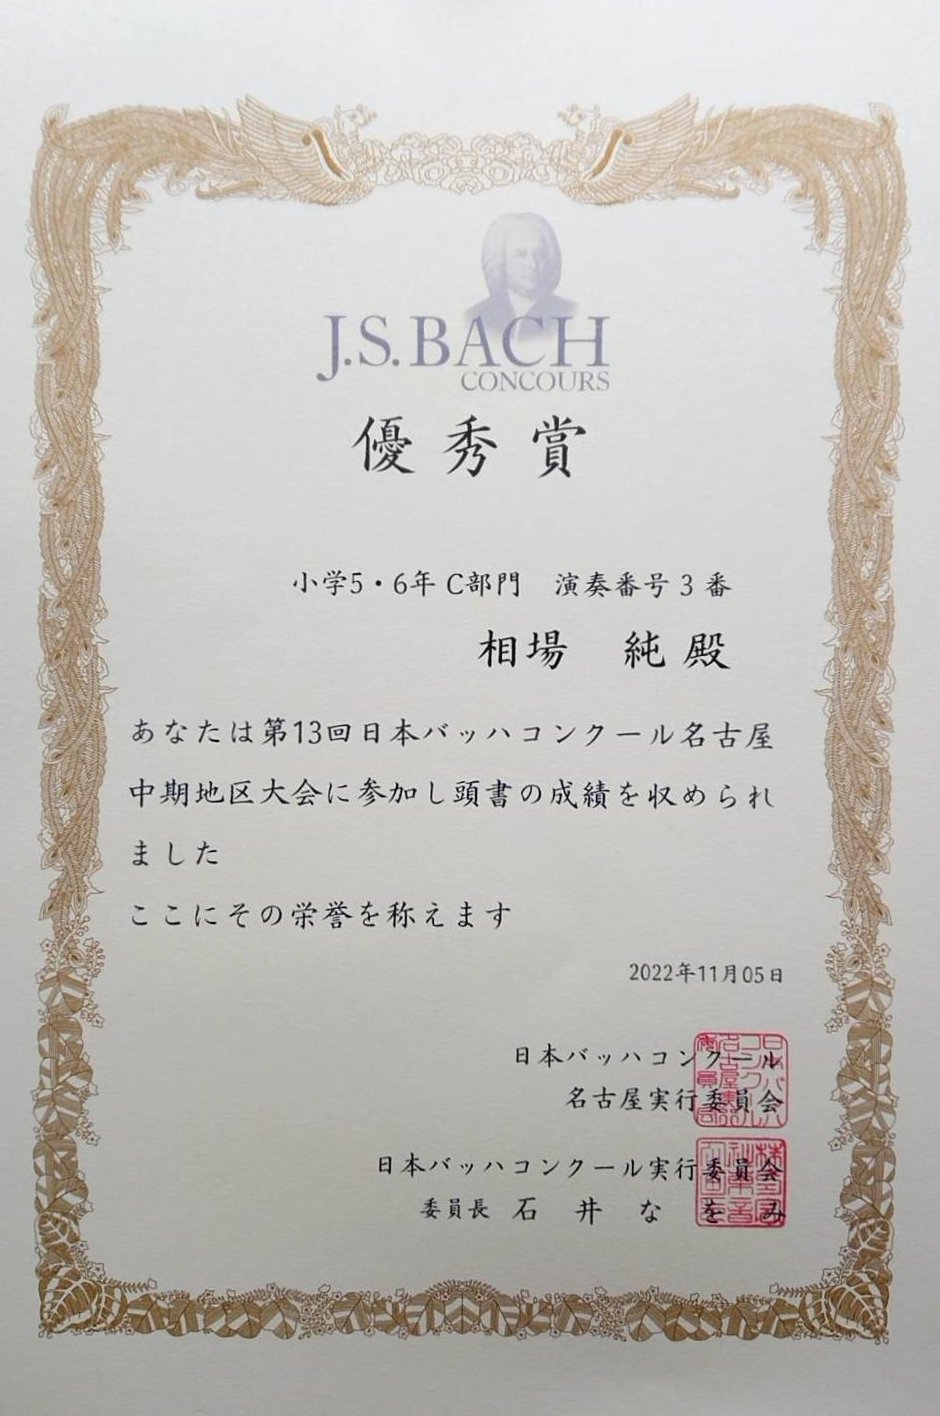 J.S.BACH
CONCOURS
優秀賞
小学5・6年 C部門　演奏番号 3 番
相場　純 殿
あなたは第13回日本バッハコンクール名古屋
中期地区大会に参加し頭書の成績を収められ
ました
ここにその栄誉を称えます
2022年11月05日
日本バッハコンクール
名古屋実行委員会
日本バッハコンクール実行委員会
委員長 石井なをみ